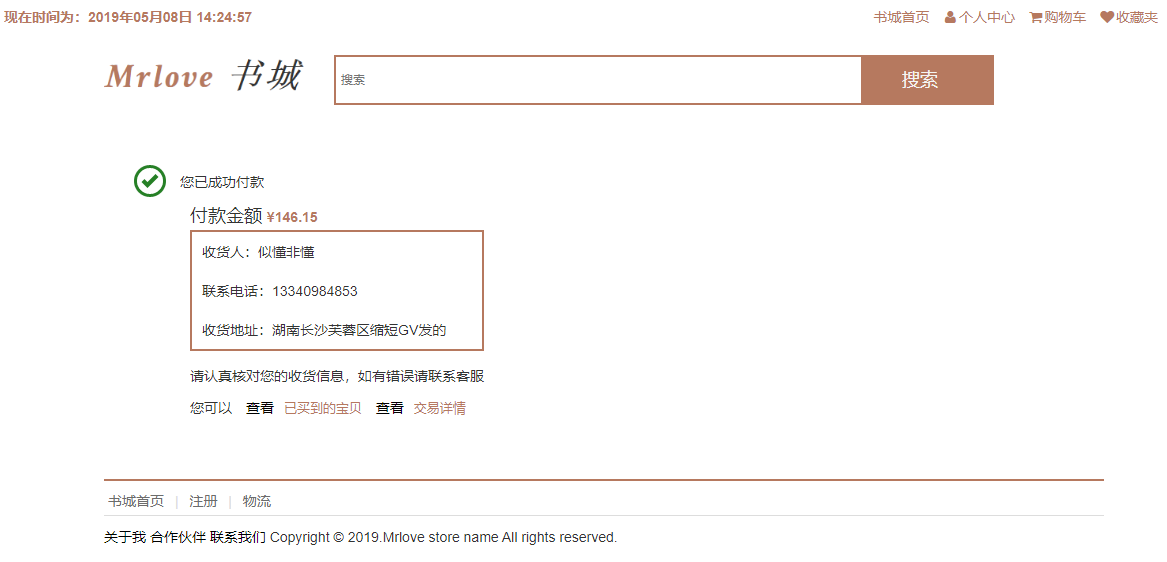 现在时间为：2019年05月08日 14:24:57
书城首页 个人中心 购物车 收藏夹
Mrlove 书城
搜索 搜索
您已成功付款
付款金额 ¥146.15
收货人：似懂非懂
联系电话：13340984853
收货地址：湖南长沙芙蓉区缩短GV发的
请认真核对您的收货信息，如有错误请联系客服
您可以 查看 已买到的宝贝 查看 交易详情
书城首页 | 注册 | 物流
关于我 合作伙伴 联系我们 Copyright © 2019.Mrlove store name All rights reserved.